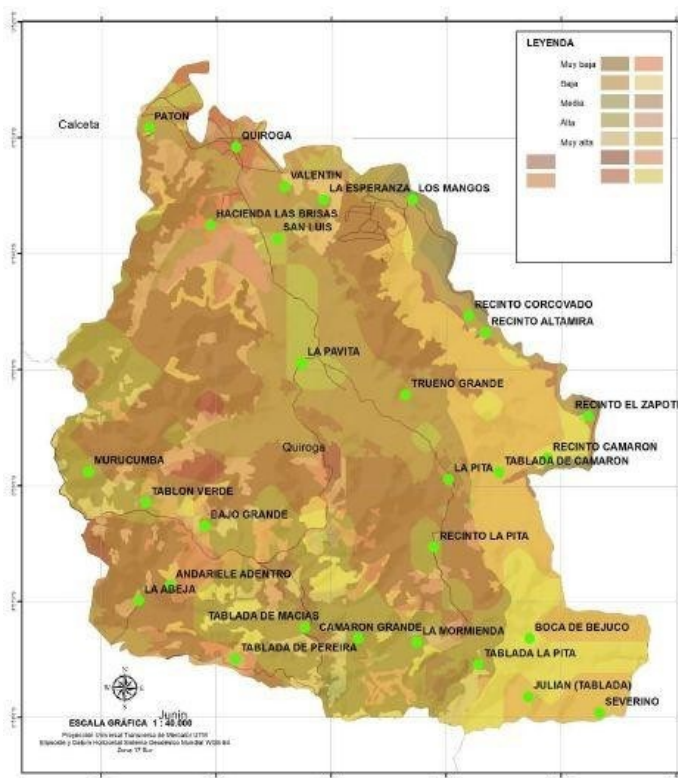 LEYENDA
Muy baja
Baja
Media
Alta
Muy alta
Calceta
PATON
QUIROGA
VALENTIN
LA ESPERANZA
LOS MANGOS
HACIENDA LAS BRISAS
SAN LUIS
RECINTO CORCOVADO
RECINTO ALTAMIRA
LA PAVITA
TRUENO GRANDE
RECINTO EL ZAPOTE
Quiroga
RECINTO CAMARON
MURUCUMBA
LA PITA
TABLADA DE CAMARON
TABLON VERDE
BAJO GRANDE
RECINTO LA PITA
ANDARIELE ADENTRO
LA ABEJA
TABLADA DE MACIAS
CAMARON GRANDE
LA MORMIENDA
BOCA DE BEJUCO
TABLADA DE PEREIRA
TABLADA LA PITA
JULIAN (TABLADA)
SEVERINO
N
Junin
ESCALA GRÁFICA 1 : 40.000
Zona 17 Sur